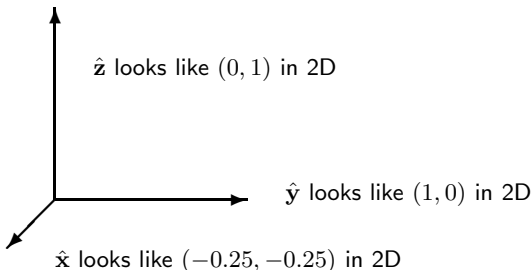 ẑ looks like (0, 1) in 2D
ŷ looks like (1, 0) in 2D
x̂ looks like (−0.25, −0.25) in 2D